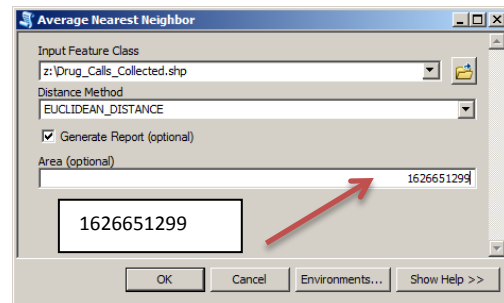 Average Nearest Neighbor
Input Feature Class
z:\Drug_Calls_Collected.shp
Distance Method
EUCLIDEAN_DISTANCE
Generate Report (optional)
Area (optional)
1626651299
1626651299
OK Cancel Environments... Show Help >>